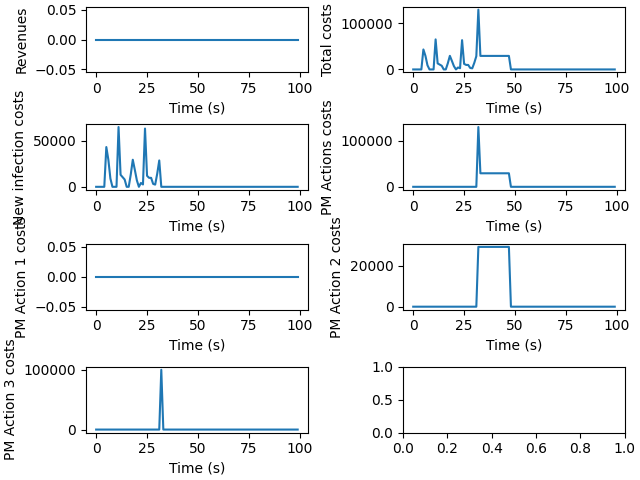 Revenues
0.05
0.00
−0.05
0 25 50 75 100
Time (s)
Total costs
100000
0
0 25 50 75 100
Time (s)
New infection costs
50000
0
0 25 50 75 100
Time (s)
PM Actions costs
100000
0
0 25 50 75 100
Time (s)
PM Action 1 costs
0.05
0.00
−0.05
0 25 50 75 100
Time (s)
PM Action 2 costs
20000
0
0 25 50 75 100
Time (s)
PM Action 3 costs
100000
0
0 25 50 75 100
Time (s)
1.0
0.5
0.0
0.0 0.2 0.4 0.6 0.8 1.0